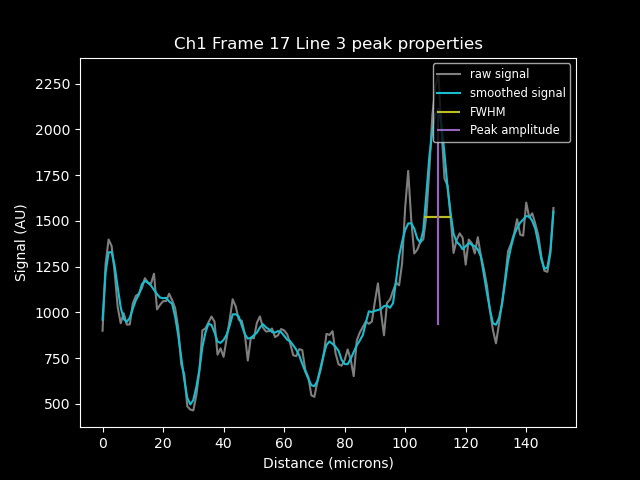 Ch1 Frame 17 Line 3 peak properties
raw signal
smoothed signal
FWHM
Peak amplitude
Signal (AU)
2250
2000
1750
1500
1250
1000
750
500
0 20 40 60 80 100 120 140
Distance (microns)